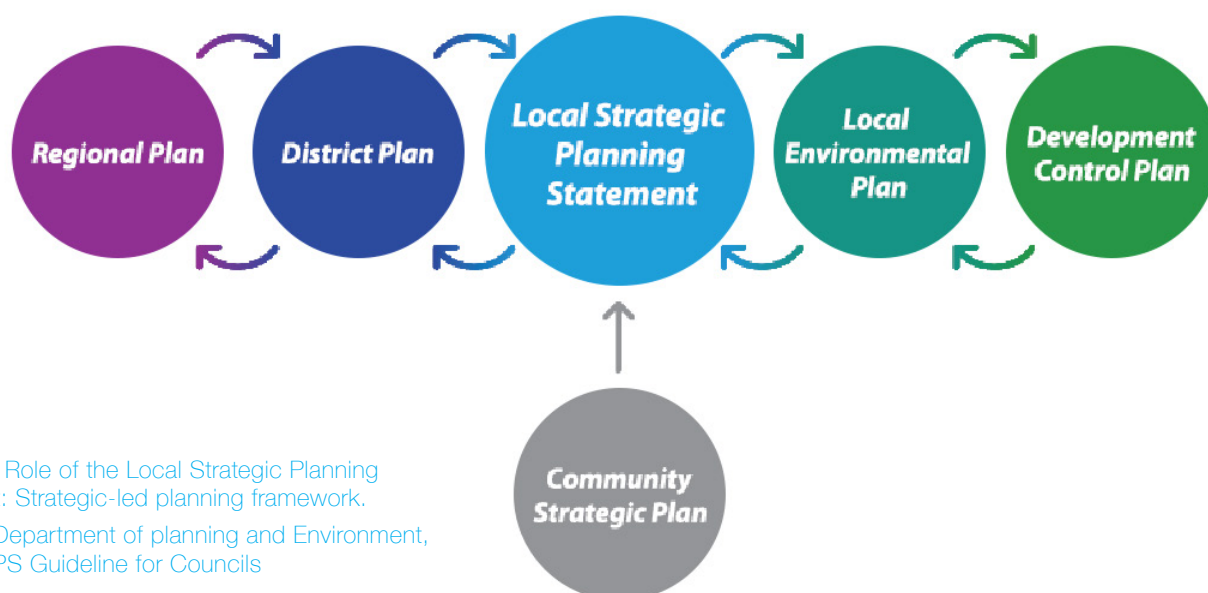 Regional Plan
District Plan
Local Strategic
Planning
Statement
Local
Environmental
Plan
Development
Control Plan
Community
Strategic Plan
Role of the Local Strategic Planning
: Strategic-led planning framework.
Department of planning and Environment,
PS Guideline for Councils